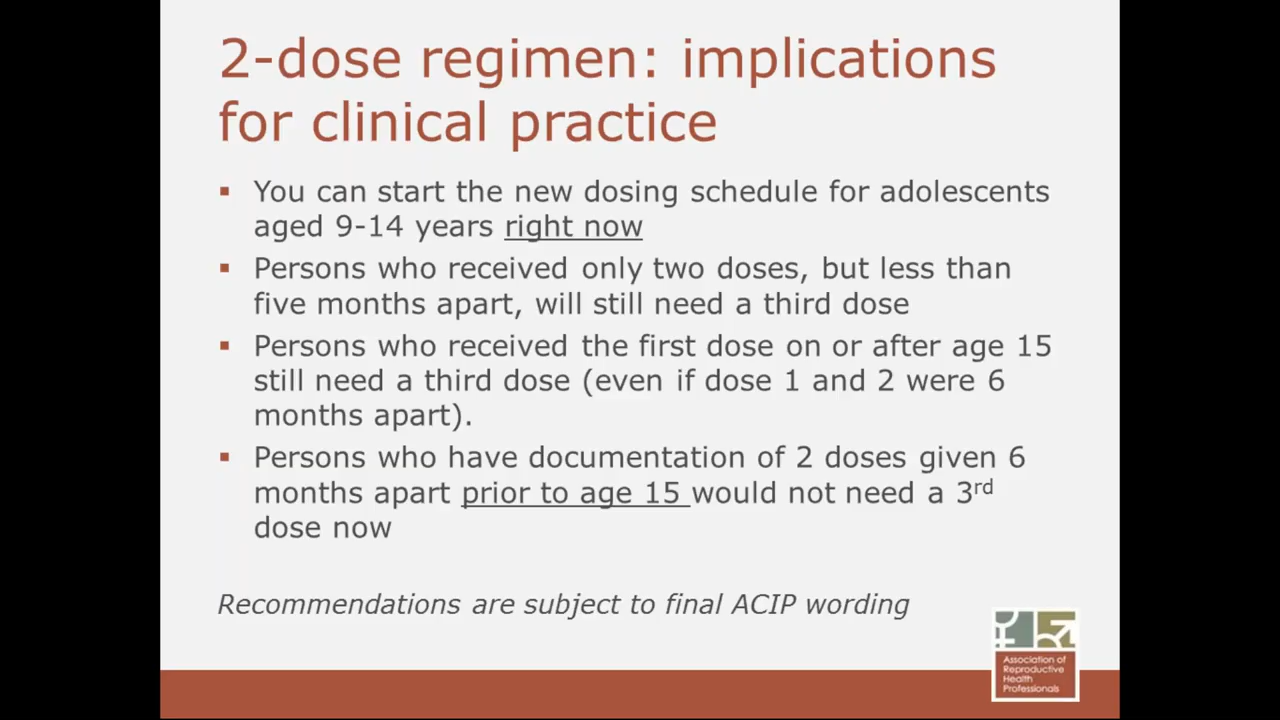 2-dose regimen: implications
for clinical practice
▪ You can start the new dosing schedule for adolescents
aged 9-14 years right now
▪ Persons who received only two doses, but less than
five months apart, will still need a third dose
▪ Persons who received the first dose on or after age 15
still need a third dose (even if dose 1 and 2 were 6
months apart).
▪ Persons who have documentation of 2 doses given 6
months apart prior to age 15 would not need a 3rd
dose now
Recommendations are subject to final ACIP wording
Association of
Reproductive
Health
Professionals